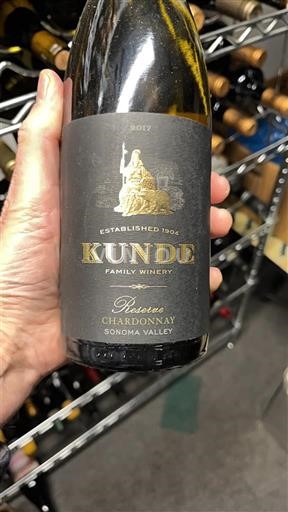 2017
ESTABLISHED 1904
KUNDE
FAMILY WINERY
Reserve
CHARDONNAY
SONOMA VALLEY